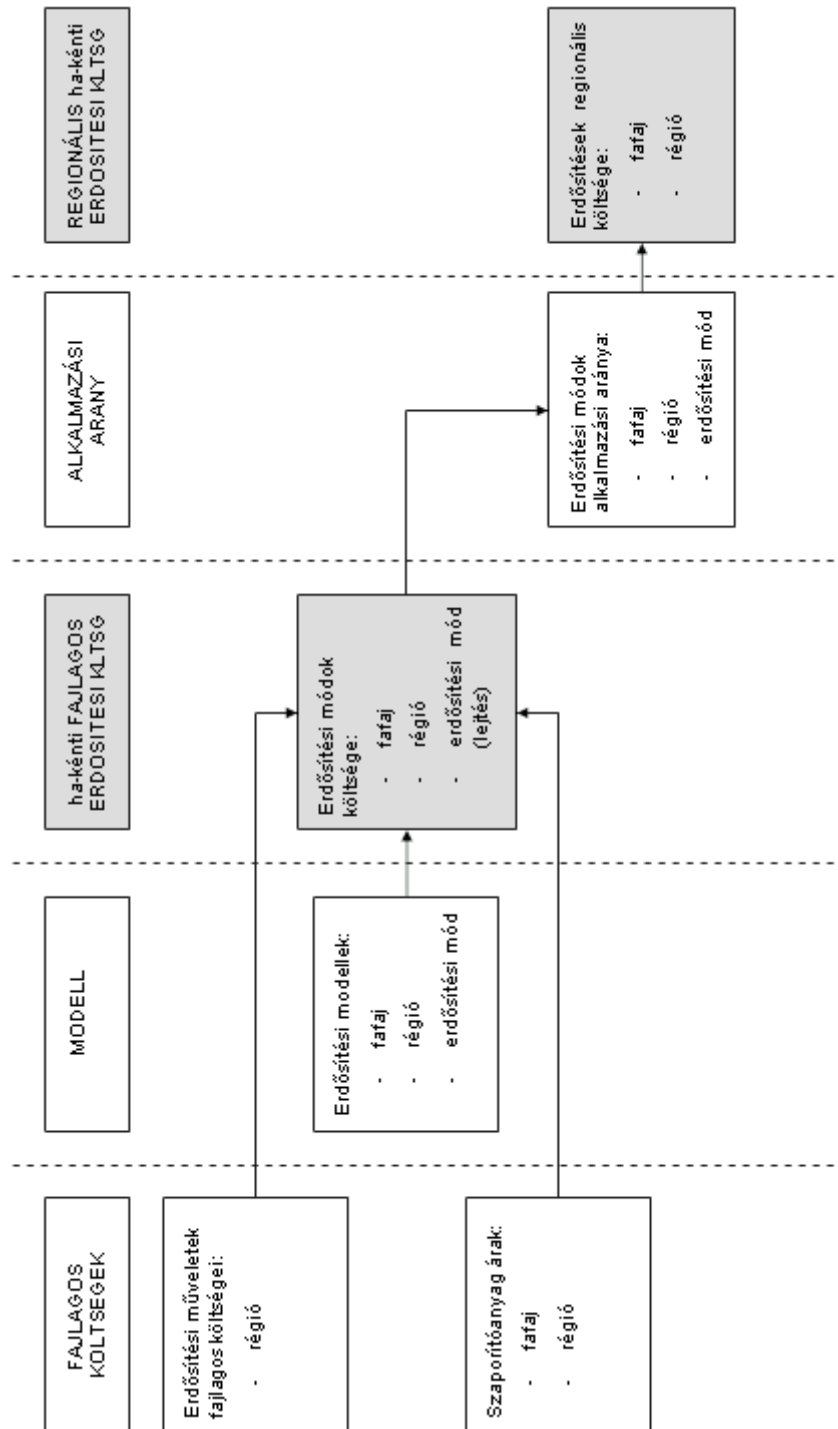 FAJLAGOS
KÖLTSEGEK
MODELL
ha-kénti FAJLAGOS
ERDOSITESI KLTSG
ALKALMAZÁSI
ARANY
REGIONÁLIS ha-kénti
ERDOSITESI KLTSG
Erdősítési műveletek
fajlagos költségei:
- régió
Szaporítóanyag árak:
- fafaj
- régió
Erdősítési modellek:
- fafaj
- régió
- erdősítési mód
Erdősítési módok
költsége:
- fafaj
- régió
- erdősítési mód
(lejtés)
Erdősítési módok
alkalmazási aránya:
- fafaj
- régió
- erdősítési mód
Erdősítések regionális
költsége:
- fafaj
- régió